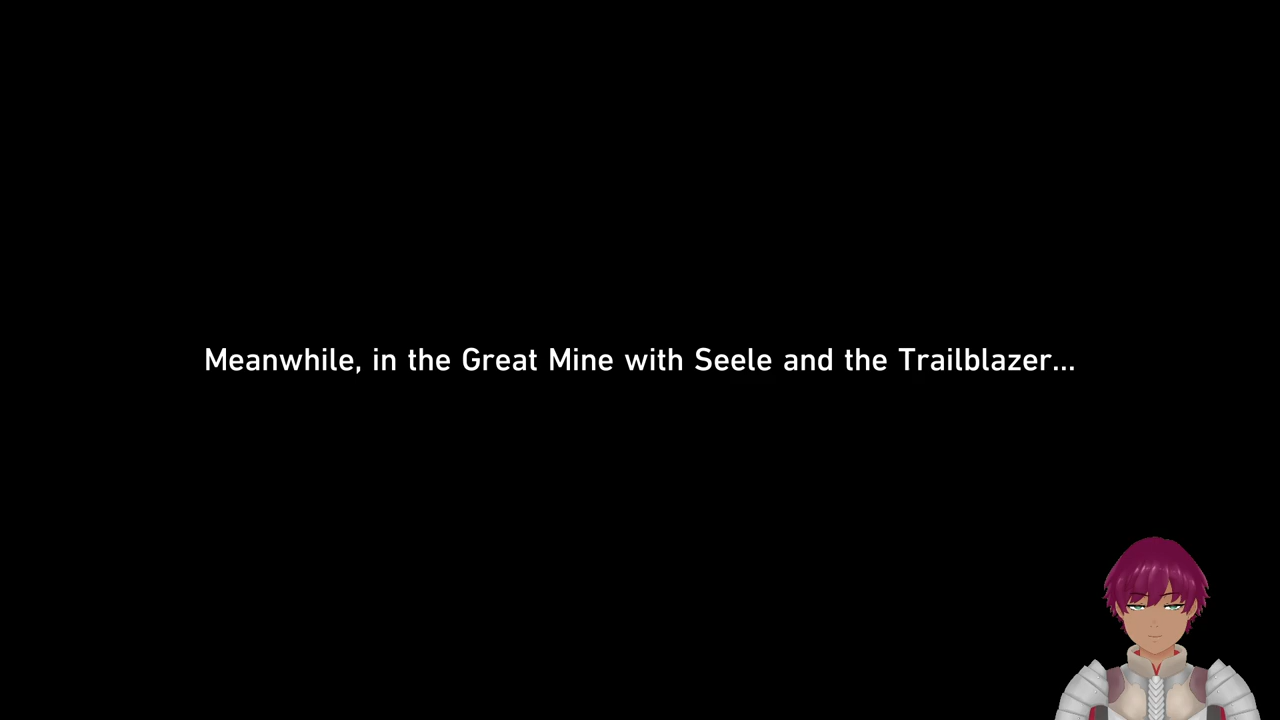 Meanwhile, in the Great Mine with Seele and the Trailblazer...